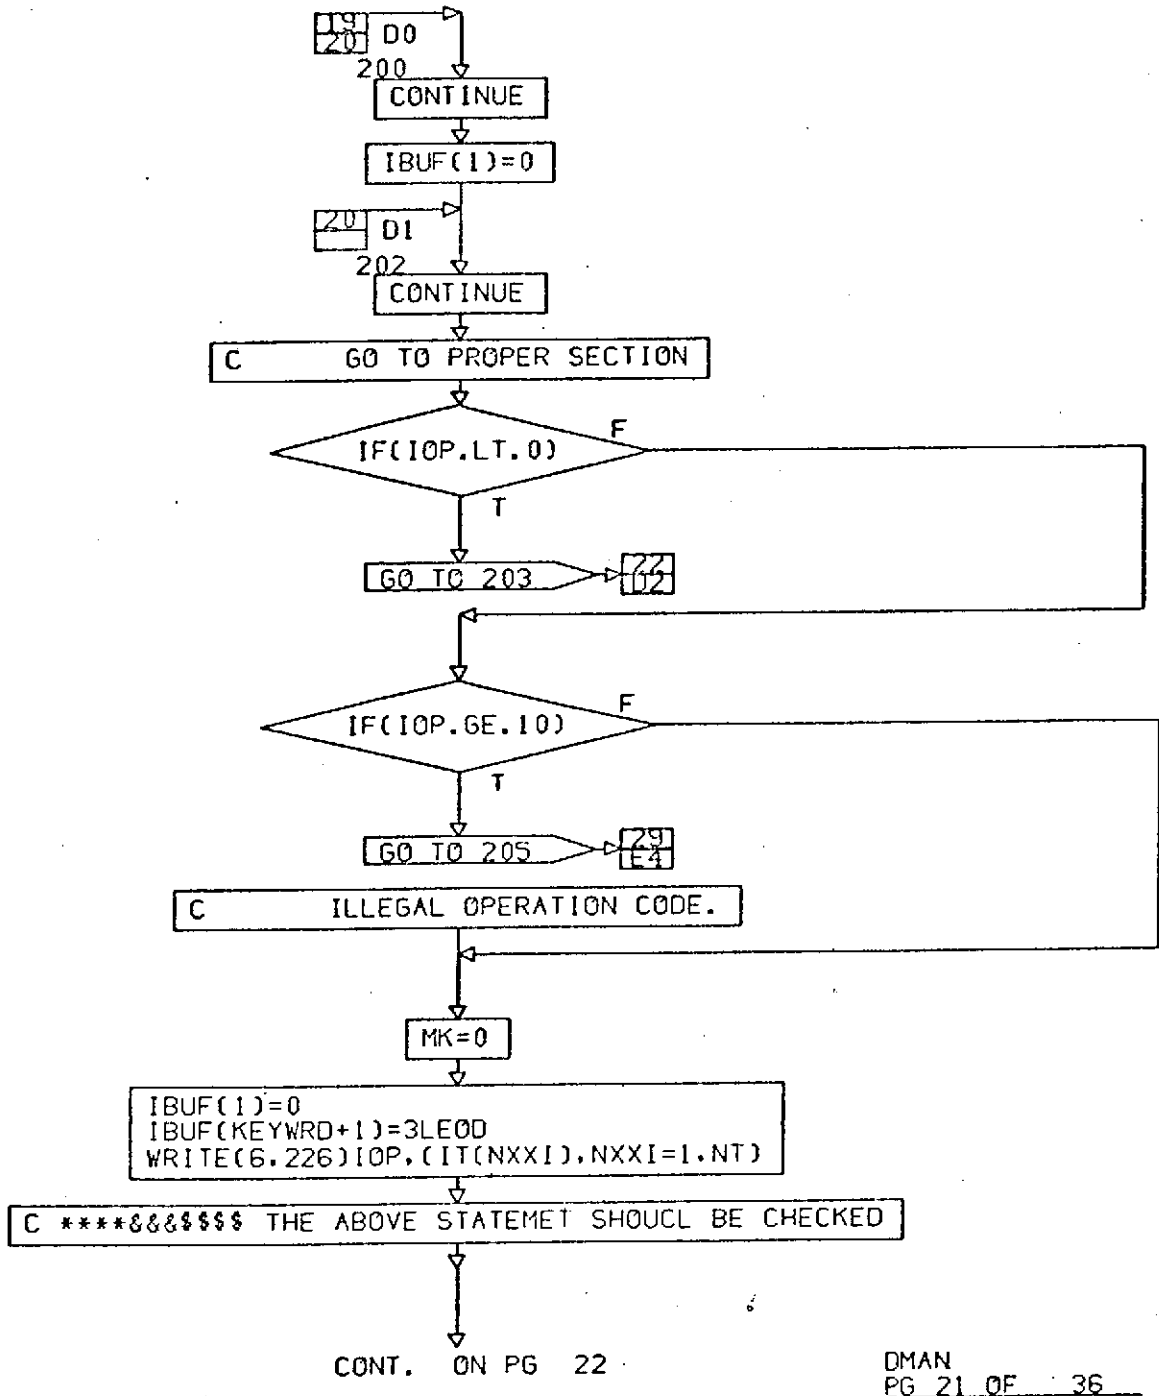 19
20 D0
200
CONTINUE
IBUF(1)=0
20 D1
202
CONTINUE
C GO TO PROPER SECTION
IF(IOP.LT.0) F
T
GO TO 203 22
D2
IF(IOP.GE.10) F
T
GO TO 205 29
E4
C ILLEGAL OPERATION CODE.
MK=0
IBUF(1)=0
IBUF(KEYWRD+1)=3LEOD
WRITE(6.226)IOP,(IT(NXXI),NXXI=1.NT)
C ****&&&$$$$ THE ABOVE STATEMET SHOUCL BE CHECKED
CONT. ON PG 22
DMAN
PG 21 OF 36